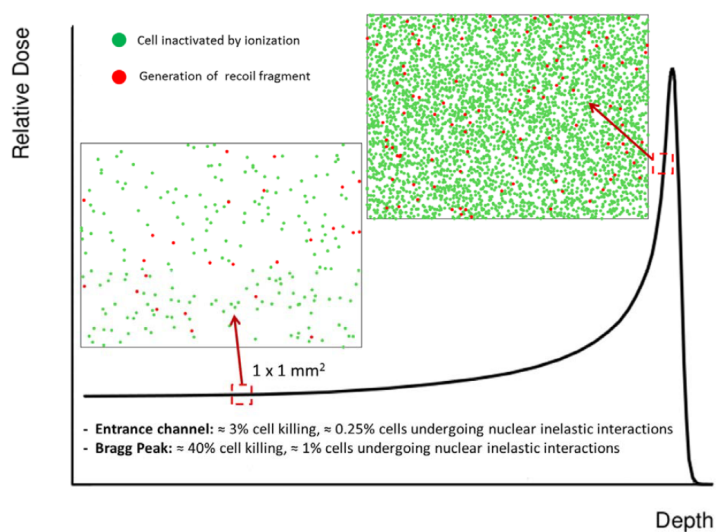 Relative Dose
Cell inactivated by ionization
Generation of recoil fragment
1 x 1 mm²
- Entrance channel: ≈ 3% cell killing, ≈ 0.25% cells undergoing nuclear inelastic interactions
- Bragg Peak: ≈ 40% cell killing, ≈ 1% cells undergoing nuclear inelastic interactions
Depth